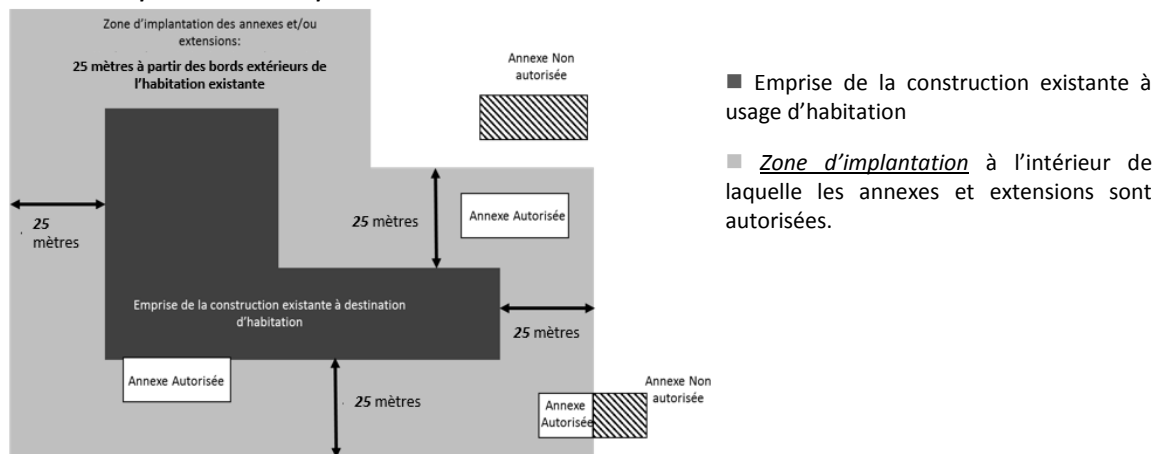 Zone d'implantation des annexes et/ou
extensions:
25 mètres à partir des bords extérieurs de
l'habitation existante
Annexe Non
autorisée
25
mètres
25 mètres
Annexe Autorisée
Emprise de la construction existante à destination
d'habitation
25 mètres
Annexe Autorisée
25 mètres
Annexe
Autorisée
Annexe Non
autorisée
■ Emprise de la construction existante à
usage d'habitation
■ Zone d'implantation à l'intérieur de
laquelle les annexes et extensions sont
autorisées.